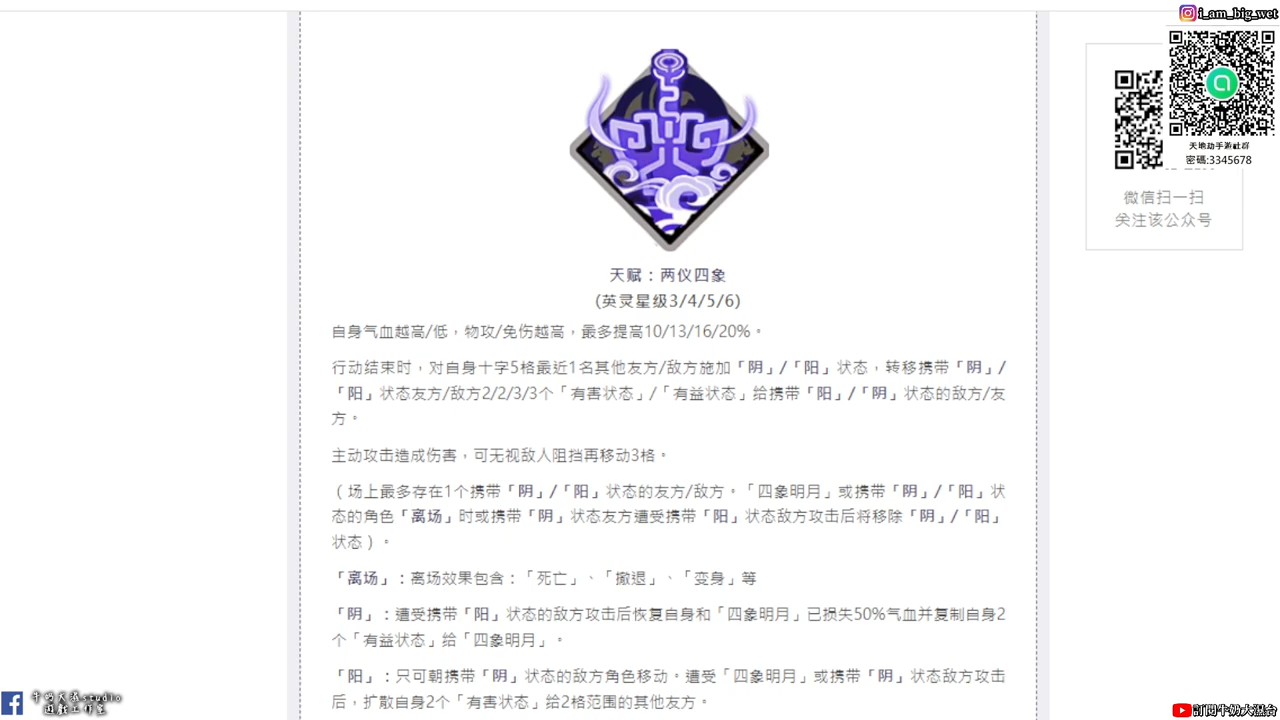 i_am_big_wet
天地劫手游社群
密碼:3345678
微信扫一扫
关注该公众号
天赋：两仪四象
(英灵星级3/4/5/6)
自身气血越高/低，物攻/免伤越高，最多提高10/13/16/20%。
行动结束时，对自身十字5格最近1名其他友方/敌方施加「阴」/「阳」状态，转移携带「阴」/
「阳」状态友方/敌方2/2/3/3个「有害状态」/「有益状态」给携带「阳」/「阴」状态的敌方/友
方。
主动攻击造成伤害，可无视敌人阻挡再移动3格。
（场上最多存在1个携带「阴」/「阳」状态的友方/敌方。「四象明月」或携带「阴」/「阳」状
态的角色「离场」时或携带「阴」状态友方遭受携带「阳」状态敌方攻击后将移除「阴」/「阳」
状态）。
「离场」：离场效果包含：「死亡」、「撤退」、「变身」等
「阴」：遭受携带「阳」状态的敌方攻击后恢复自身和「四象明月」已损失50%气血并复制自身2
个「有益状态」给「四象明月」。
「阳」：只可朝携带「阴」状态的敌方角色移动。遭受「四象明月」或携带「阴」状态敌方攻击
后，扩散自身2个「有害状态」给2格范围的其他友方。
studio
遊戲工作室
訂閱牛奶大濕合